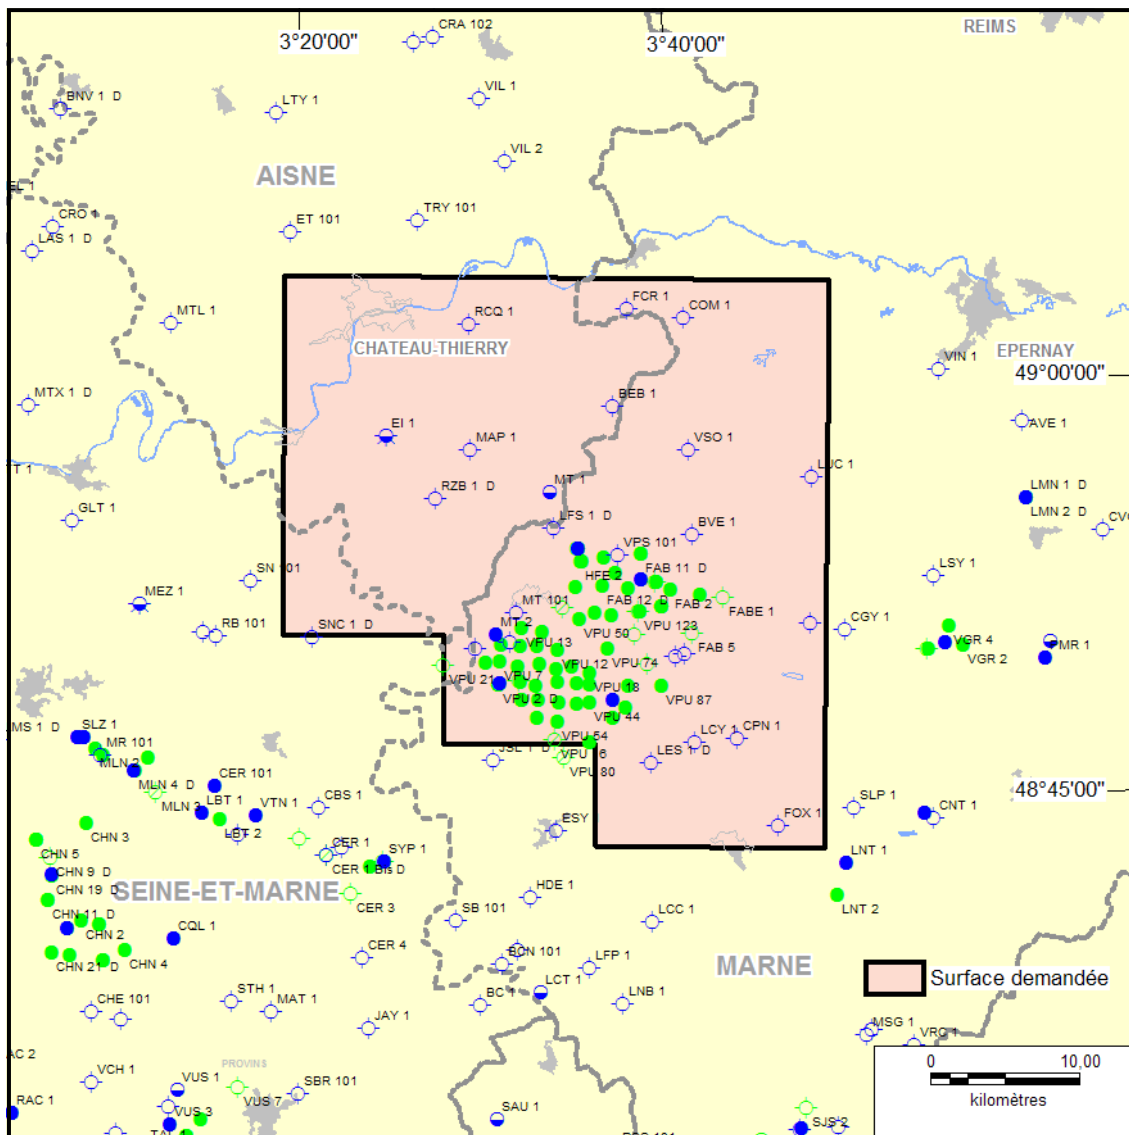 CRA 102
REIMS
3°20'00"
3°40'00"
BNV 1 D
LTY 1
VIL 1
VIL 2
AISNE
EL 1
CRO 1
ET 101
TRY 101
LAS 1 D
MTL 1
RCQ 1
FCR 1
COM 1
CHATEAU-THIERRY
EPERNAY
VIN 1
49°00'00"
MTX 1 D
BEB 1
EI 1
MAP 1
VSO 1
AVE 1
T 1
LUC 1
RZB 1 D
MT 1
LMN 1 D
GLT 1
LFS 1 D
LMN 2 D
BVE 1
VPS 101
SN 101
HFE 2
FAB 11 D
LSY 1
MEZ 1
MT 101
FAB 12 D
FAB 2
FABE 1
RB 101
SNC 1 D
MT 2
VPU 50
VPU 123
CGY 1
VPU 13
FAB 5
VGR 4
MR 1
VGR 2
VPU 21
VPU 7
VPU 12
VPU 74
VPU 2 D
VPU 18
VPU 87
VPU 44
MS 1 D
SLZ 1
MR 101
VPU 54
LCY 1
CPN 1
MLN 2
JSL 1 D
LES 1 D
VPU 80
MLN 4 D
CER 101
48°45'00"
MLN 3
LBT 1
VTN 1
CBS 1
SLP 1
CNT 1
CHN 3
LBT 2
ESY
FOX 1
CHN 5
CER 1
SYP 1
LNT 1
CHN 9 D
CER 1 Bis D
CHN 19 D
SEINE-ET-MARNE
HDE 1
CER 3
LNT 2
CHN 11 D
CHN 2
CQL 1
SB 101
LCC 1
CHN 21 D
CHN 4
CER 4
BCN 101
LFP 1
MARNE
LCT 1
Surface demandée
CHE 101
STH 1
MAT 1
BC 1
LNB 1
JAY 1
MSG 1
VRC 1
AC 2
PROVINS
0
10,00
kilomètres
VCH 1
VUS 1
VUS 7
SBR 101
RAC 1
VUS 3
SAU 1
SJS 2